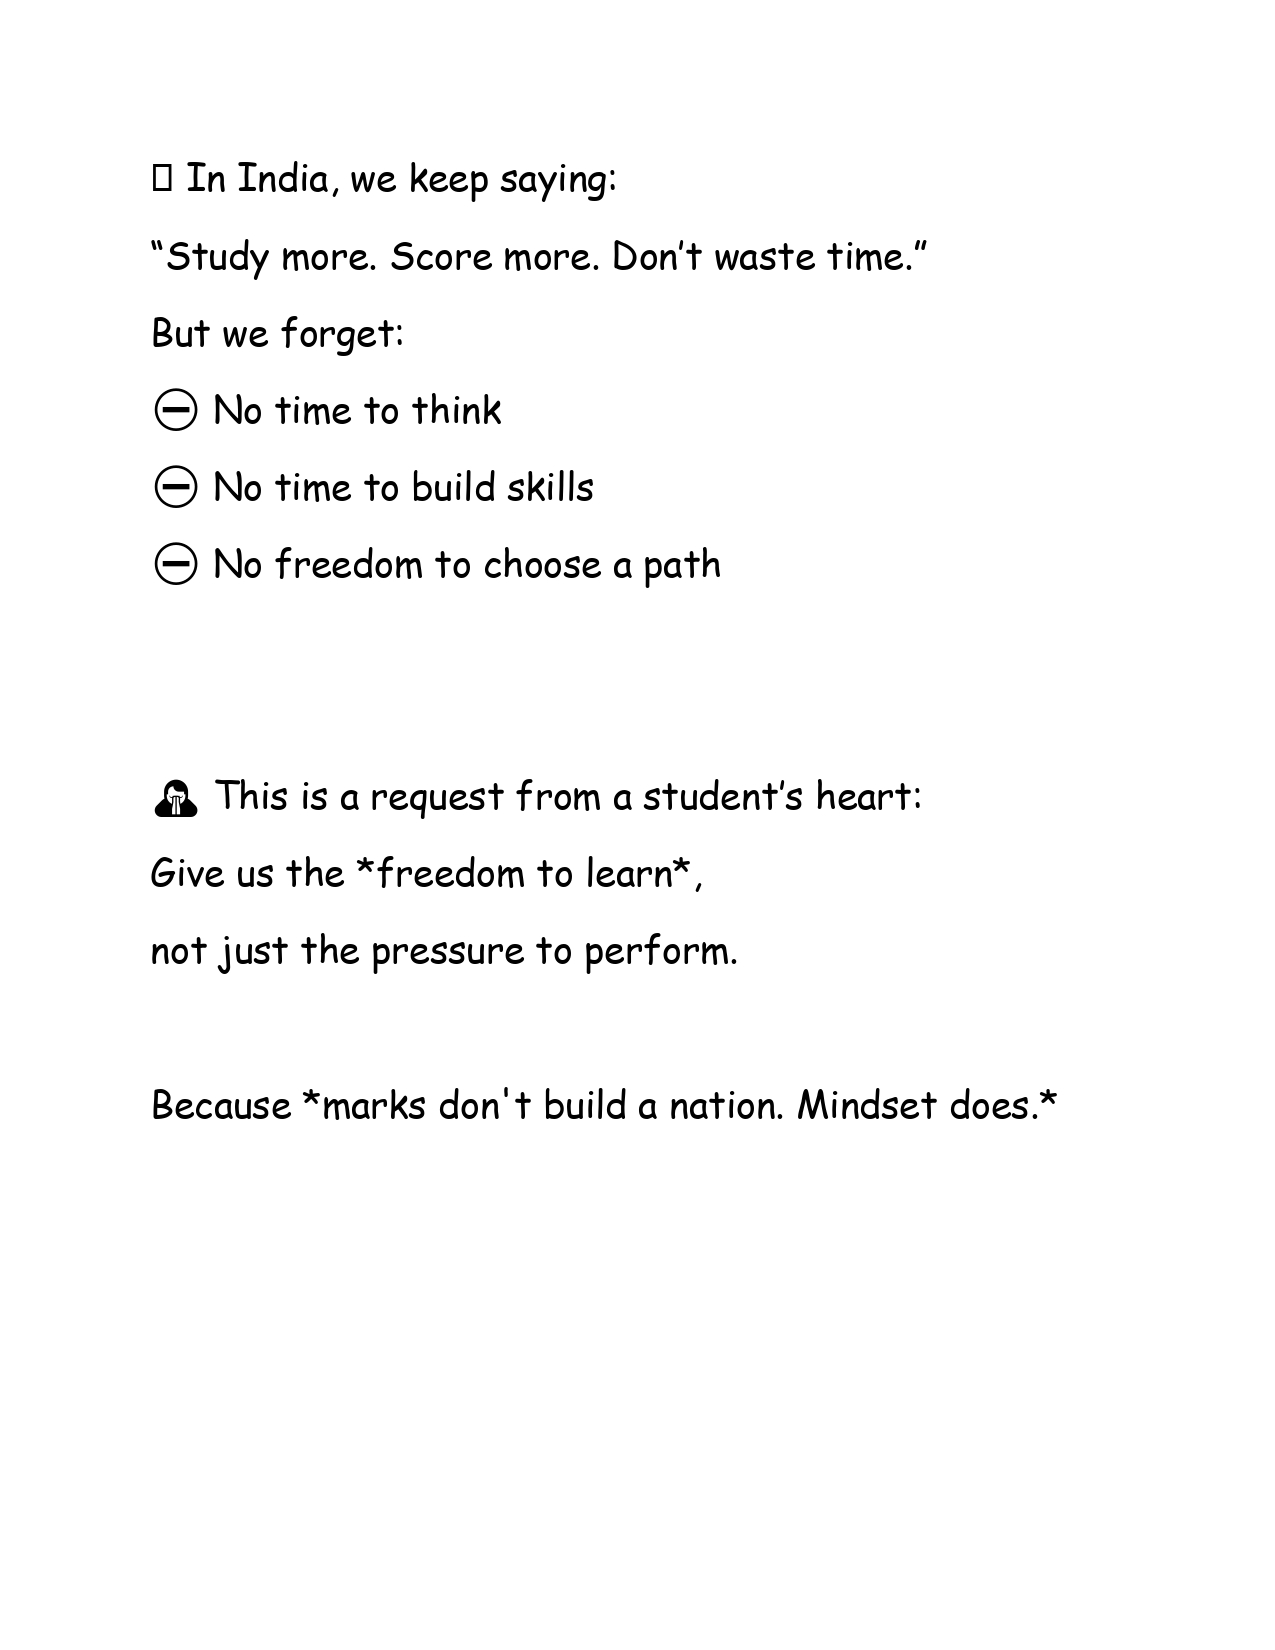 In India, we keep saying:
“Study more. Score more. Don’t waste time.”
But we forget:
⛔ No time to think
⛔ No time to build skills
⛔ No freedom to choose a path
🙏 This is a request from a student’s heart:
Give us the *freedom to learn*,
not just the pressure to perform.
Because *marks don't build a nation. Mindset does.*